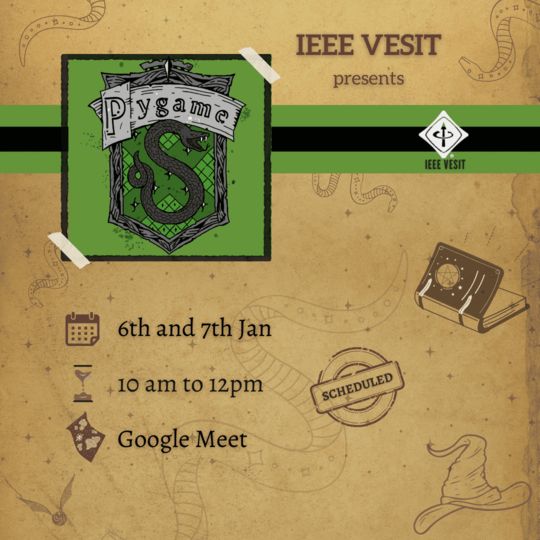 IEEE VESIT
presents
Pygame
IEEE VESIT
6th and 7th Jan
10 am to 12pm
SCHEDULED
Google Meet